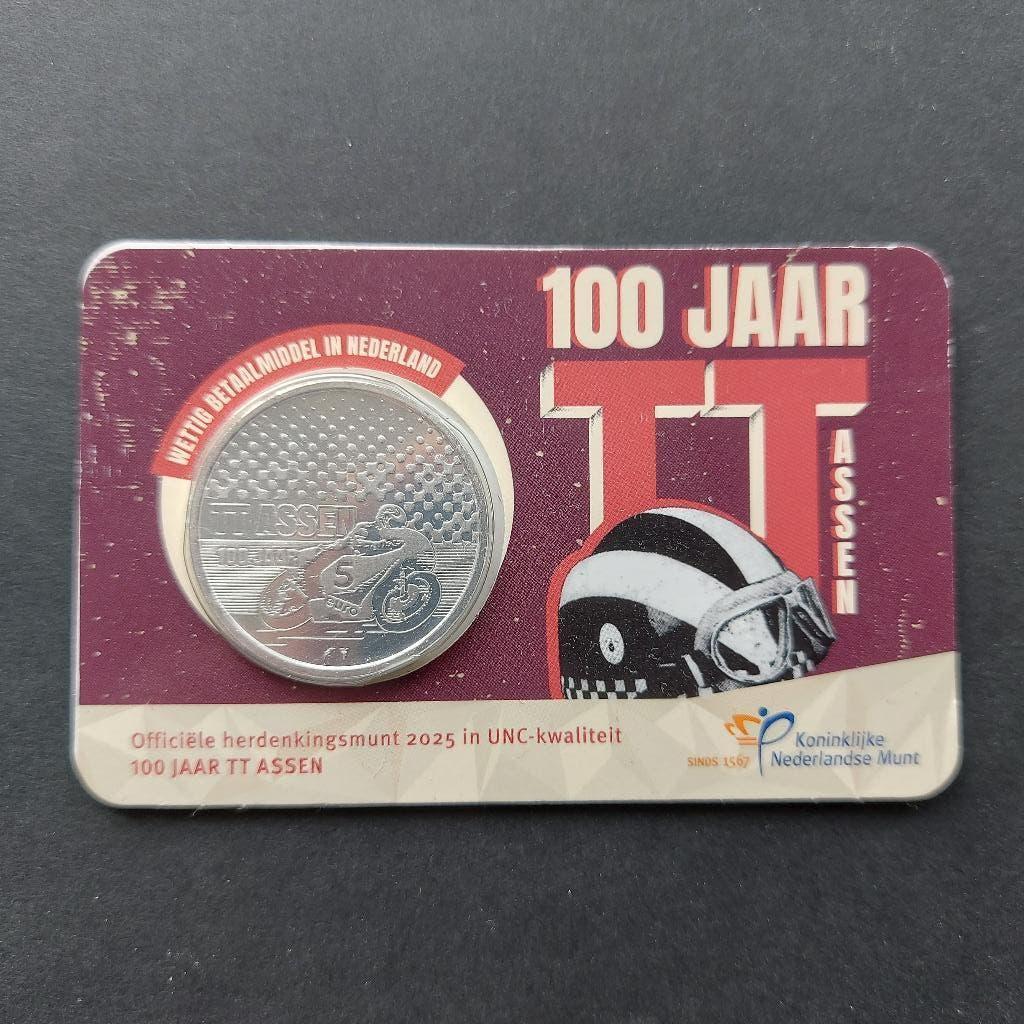 100 JAAR
TT
ASSEN
WETTIG BETAALMIDDEL IN NEDERLAND
TT ASSEN
100 JAAR
5
euro
Officiële herdenkingsmunt 2025 in UNC-kwaliteit
100 JAAR TT ASSEN
SINDS 1567
Koninklijke
Nederlandse Munt